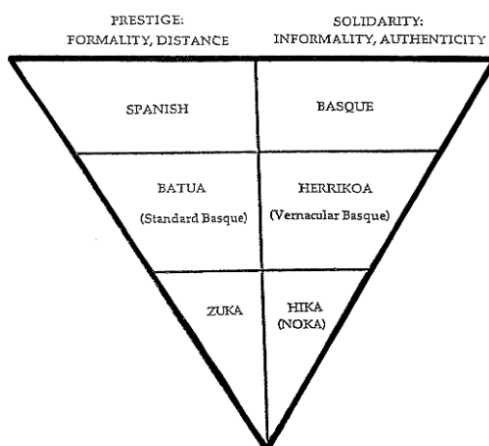 PRESTIGE:
FORMALITY, DISTANCE
SOLIDARITY:
INFORMALITY, AUTHENTICITY
SPANISH
BASQUE
BATUA
(Standard Basque)
HERRIKOA
(Vernacular Basque)
ZUKA
HIKA
(NOKA)